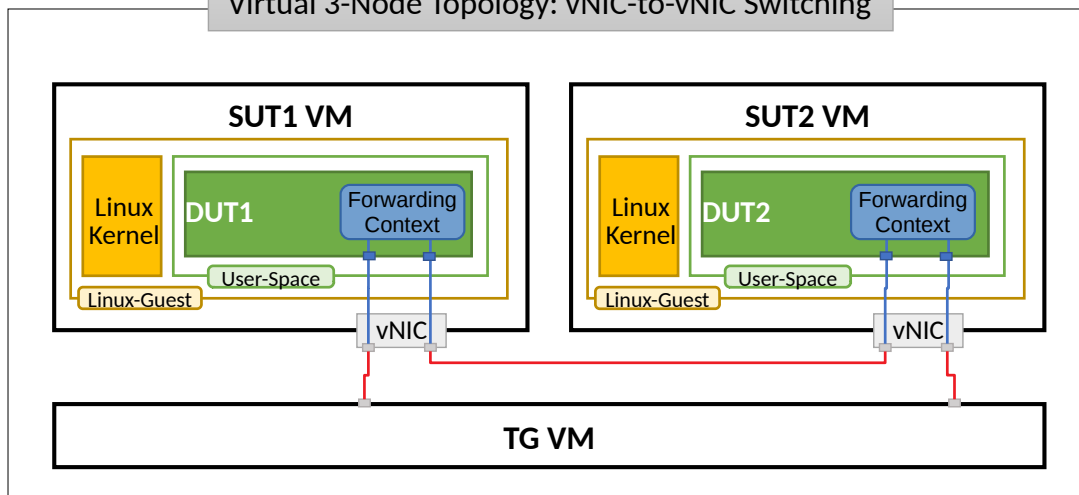 Virtual 3-Node Topology: vNIC-to-vNIC Switching
SUT1 VM
SUT2 VM
Linux
Kernel
DUT1
Forwarding
Context
User-Space
Linux-Guest
vNIC
Linux
Kernel
DUT2
Forwarding
Context
User-Space
Linux-Guest
vNIC
TG VM